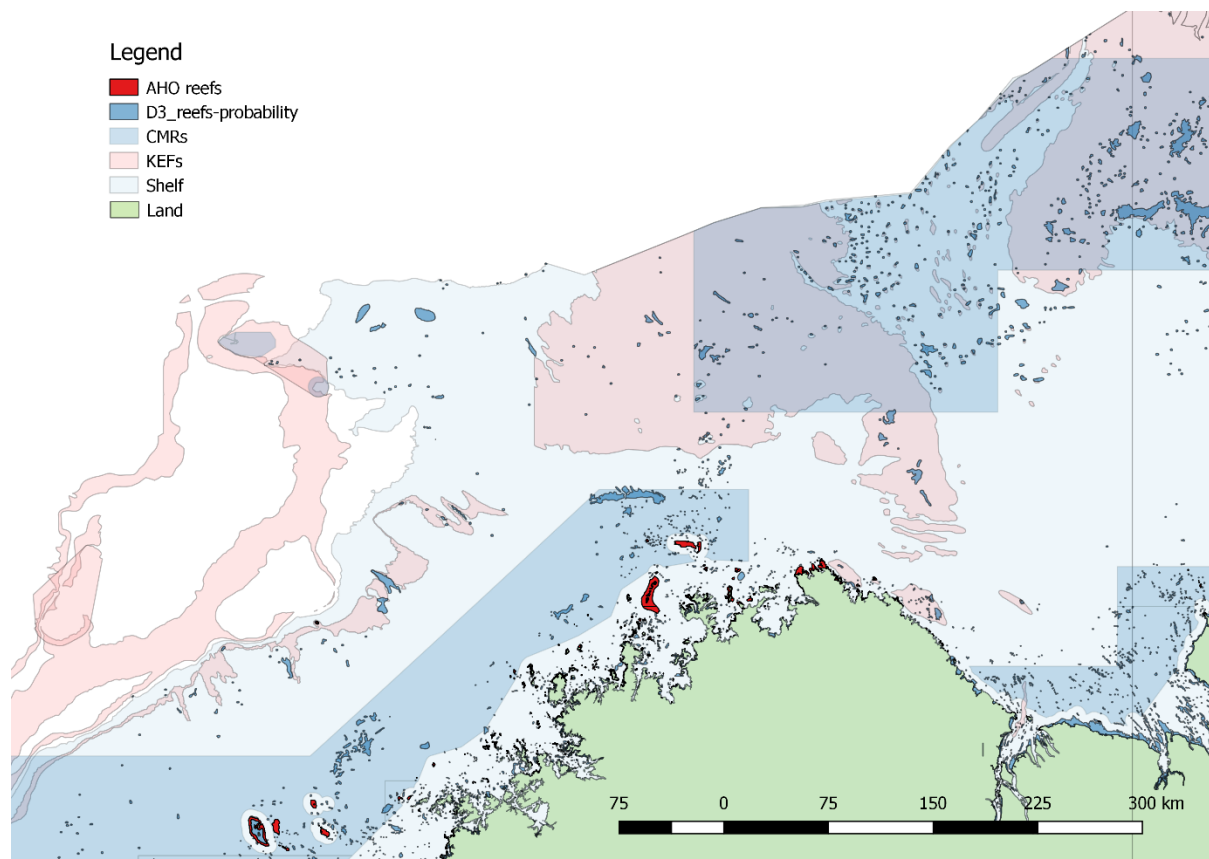 Legend
AHO reefs
D3_reefs-probability
CMRs
KEFs
Shelf
Land
75 0 75 150 225 300 km